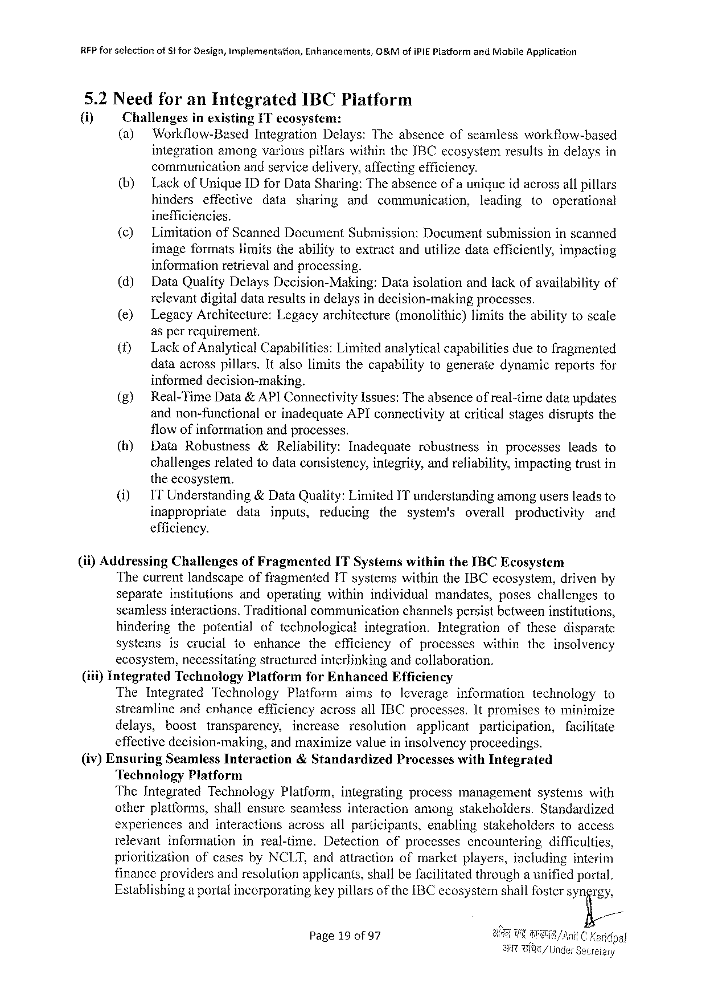 RFP for selection of SI for Design, Implementation, Enhancements, O&M of iPIE Platform and Mobile Application
5.2 Need for an Integrated IBC Platform
(i) Challenges in existing IT ecosystem:
(a) Workflow-Based Integration Delays: The absence of seamless workflow-based
integration among various pillars within the IBC ecosystem results in delays in
communication and service delivery, affecting efficiency.
(b) Lack of Unique ID for Data Sharing: The absence of a unique id across all pillars
hinders effective data sharing and communication, leading to operational
inefficiencies.
(c) Limitation of Scanned Document Submission: Document submission in scanned
image formats limits the ability to extract and utilize data efficiently, impacting
information retrieval and processing.
(d) Data Quality Delays Decision-Making: Data isolation and lack of availability of
relevant digital data results in delays in decision-making processes.
(e) Legacy Architecture: Legacy architecture (monolithic) limits the ability to scale
as per requirement.
(f) Lack of Analytical Capabilities: Limited analytical capabilities due to fragmented
data across pillars. It also limits the capability to generate dynamic reports for
informed decision-making.
(g) Real-Time Data & API Connectivity Issues: The absence of real-time data updates
and non-functional or inadequate API connectivity at critical stages disrupts the
flow of information and processes.
(h) Data Robustness & Reliability: Inadequate robustness in processes leads to
challenges related to data consistency, integrity, and reliability, impacting trust in
the ecosystem.
(i) IT Understanding & Data Quality: Limited IT understanding among users leads to
inappropriate data inputs, reducing the system's overall productivity and
efficiency.
(ii) Addressing Challenges of Fragmented IT Systems within the IBC Ecosystem
The current landscape of fragmented IT systems within the IBC ecosystem, driven by
separate institutions and operating within individual mandates, poses challenges to
seamless interactions. Traditional communication channels persist between institutions,
hindering the potential of technological integration. Integration of these disparate
systems is crucial to enhance the efficiency of processes within the insolvency
ecosystem, necessitating structured interlinking and collaboration.
(iii) Integrated Technology Platform for Enhanced Efficiency
The Integrated Technology Platform aims to leverage information technology to
streamline and enhance efficiency across all IBC processes. It promises to minimize
delays, boost transparency, increase resolution applicant participation, facilitate
effective decision-making, and maximize value in insolvency proceedings.
(iv) Ensuring Seamless Interaction & Standardized Processes with Integrated
Technology Platform
The Integrated Technology Platform, integrating process management systems with
other platforms, shall ensure seamless interaction among stakeholders. Standardized
experiences and interactions across all participants, enabling stakeholders to access
relevant information in real-time. Detection of processes encountering difficulties,
prioritization of cases by NCLT, and attraction of market players, including interim
finance providers and resolution applicants, shall be facilitated through a unified portal.
Establishing a portal incorporating key pillars of the IBC ecosystem shall foster synergy,
Page 19 of 97
अनिल चन्द्र काण्डपाल/Anil C Kandpal
अवर सचिव/Under Secretary